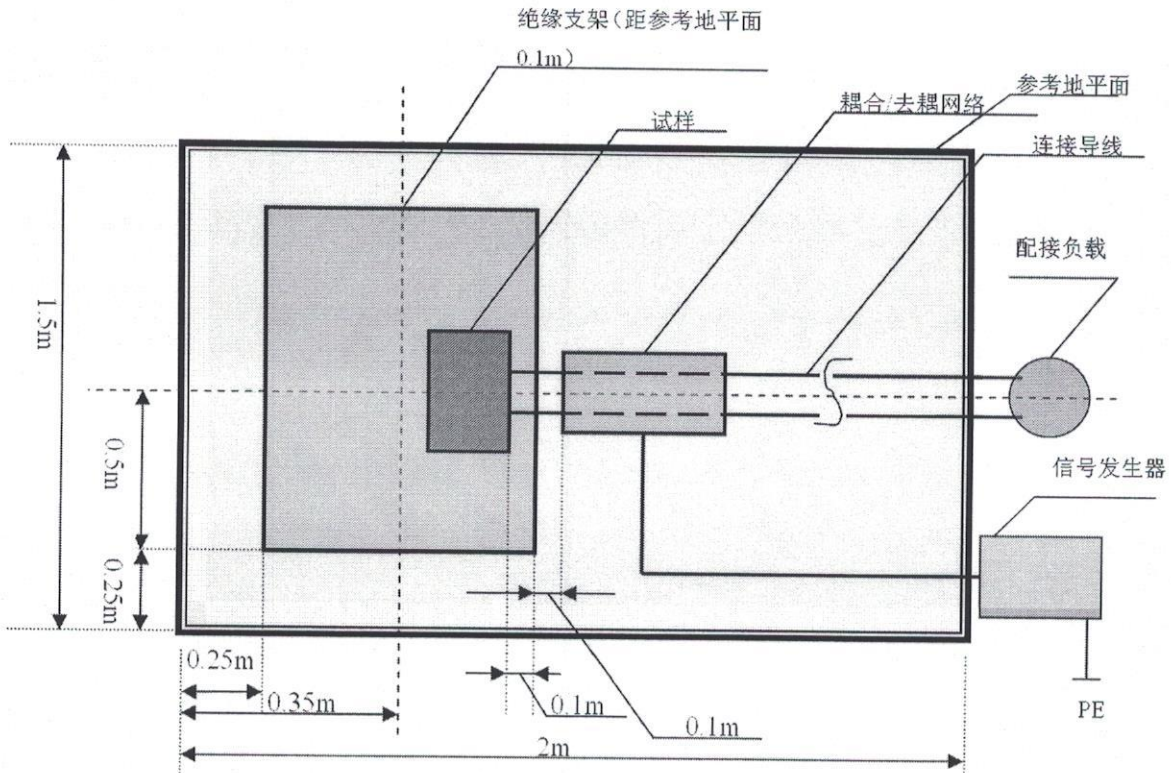 绝缘支架（距参考地平面
0.1m）
参考地平面
耦合/去耦网络
试样
连接导线
配接负载
1.5m
0.5m
信号发生器
0.25m
0.25m
0.35m
0.1m
0.1m
PE
2m